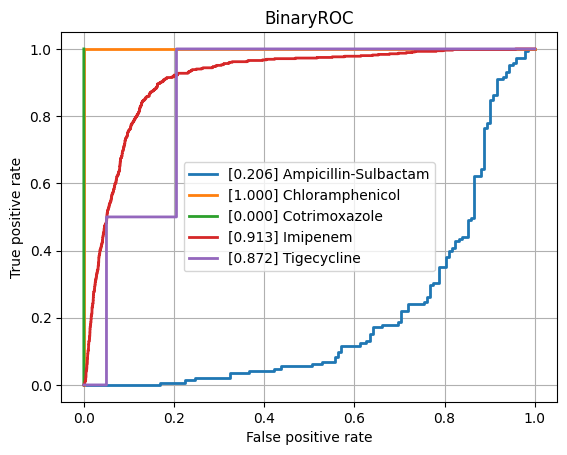 BinaryROC
True positive rate
1.0
0.8
0.6
0.4
0.2
0.0
[0.206] Ampicillin-Sulbactam
[1.000] Chloramphenicol
[0.000] Cotrimoxazole
[0.913] Imipenem
[0.872] Tigecycline
0.0 0.2 0.4 0.6 0.8 1.0
False positive rate